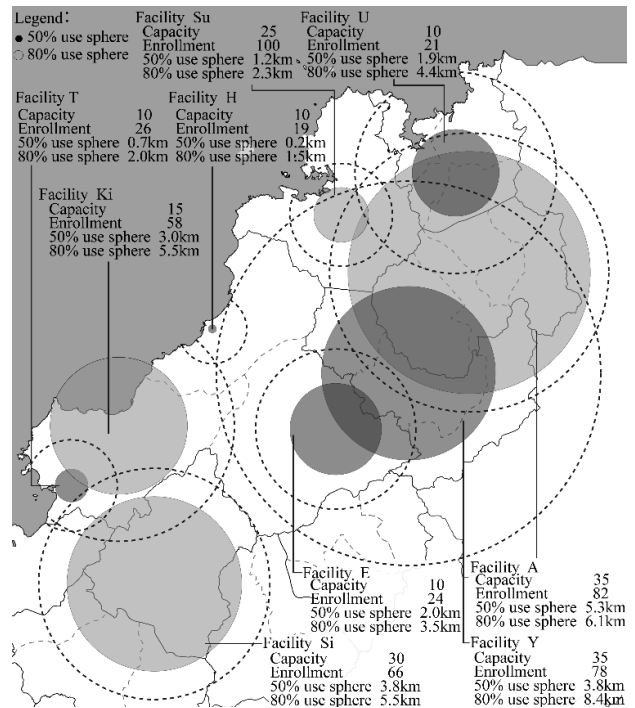 Legend:
50% use sphere
80% use sphere
Facility Su
Capacity 25
Enrollment 100
50% use sphere 1.2km
80% use sphere 2.3km
Facility U
Capacity 10
Enrollment 21
50% use sphere 1.9km
80% use sphere 4.4km
Facility T
Capacity 10
Enrollment 26
50% use sphere 0.7km
80% use sphere 2.0km
Facility H
Capacity 10
Enrollment 19
50% use sphere 0.2km
80% use sphere 1.5km
Facility Ki
Capacity 15
Enrollment 58
50% use sphere 3.0km
80% use sphere 5.5km
Facility E
Capacity 10
Enrollment 24
50% use sphere 2.0km
80% use sphere 3.5km
Facility A
Capacity 35
Enrollment 82
50% use sphere 5.3km
80% use sphere 6.1km
Facility Si
Capacity 30
Enrollment 66
50% use sphere 3.8km
80% use sphere 5.5km
Facility Y
Capacity 35
Enrollment 78
50% use sphere 3.8km
80% use sphere 8.4km